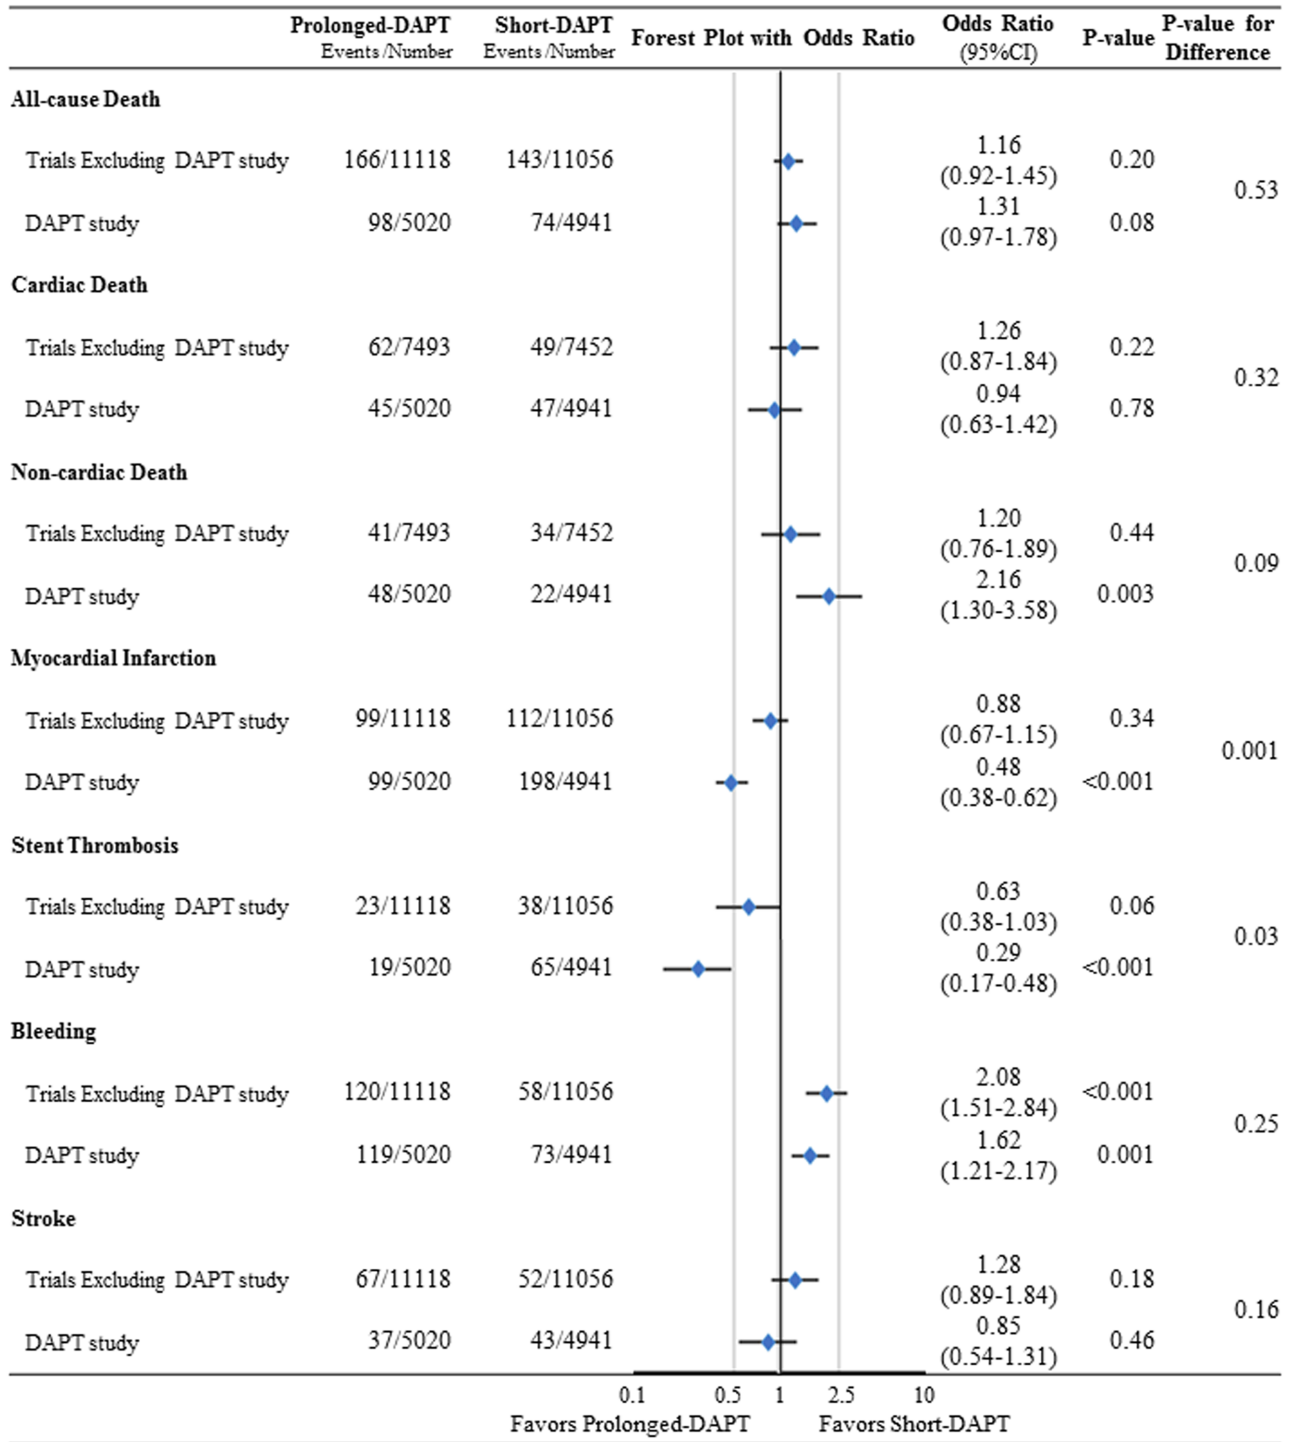 Prolonged-DAPT Short-DAPT Forest Plot with Odds Ratio Odds Ratio P-value P-value for
Events/Number Events/Number (95%CI) Difference
All-cause Death
Trials Excluding DAPT study 166/11118 143/11056 1.16 (0.92-1.45) 0.20
0.53
DAPT study 98/5020 74/4941 1.31 (0.97-1.78) 0.08
Cardiac Death
Trials Excluding DAPT study 62/7493 49/7452 1.26 (0.87-1.84) 0.22
0.32
DAPT study 45/5020 47/4941 0.94 (0.63-1.42) 0.78
Non-cardiac Death
Trials Excluding DAPT study 41/7493 34/7452 1.20 (0.76-1.89) 0.44
0.09
DAPT study 48/5020 22/4941 2.16 (1.30-3.58) 0.003
Myocardial Infarction
Trials Excluding DAPT study 99/11118 112/11056 0.88 (0.67-1.15) 0.34
0.001
DAPT study 99/5020 198/4941 0.48 (0.38-0.62) <0.001
Stent Thrombosis
Trials Excluding DAPT study 23/11118 38/11056 0.63 (0.38-1.03) 0.06
0.03
DAPT study 19/5020 65/4941 0.29 (0.17-0.48) <0.001
Bleeding
Trials Excluding DAPT study 120/11118 58/11056 2.08 (1.51-2.84) <0.001
0.25
DAPT study 119/5020 73/4941 1.62 (1.21-2.17) 0.001
Stroke
Trials Excluding DAPT study 67/11118 52/11056 1.28 (0.89-1.84) 0.18
0.16
DAPT study 37/5020 43/4941 0.85 (0.54-1.31) 0.46
0.1 0.5 1 2.5 10
Favors Prolonged-DAPT Favors Short-DAPT